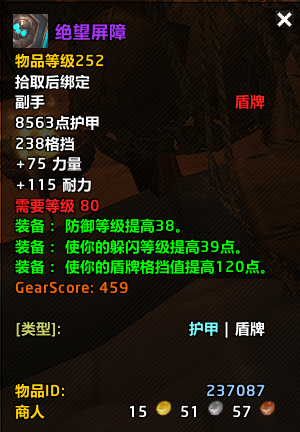 绝望屏障
物品等级252
拾取后绑定
副手 盾牌
8563点护甲
238格挡
+75 力量
+115 耐力
需要等级 80
装备： 防御等级提高38。
装备： 使你的躲闪等级提高39点。
装备： 使你的盾牌格挡值提高120点。
GearScore: 459
[类型]: 护甲 | 盾牌
物品ID: 237087
商人 15 51 57